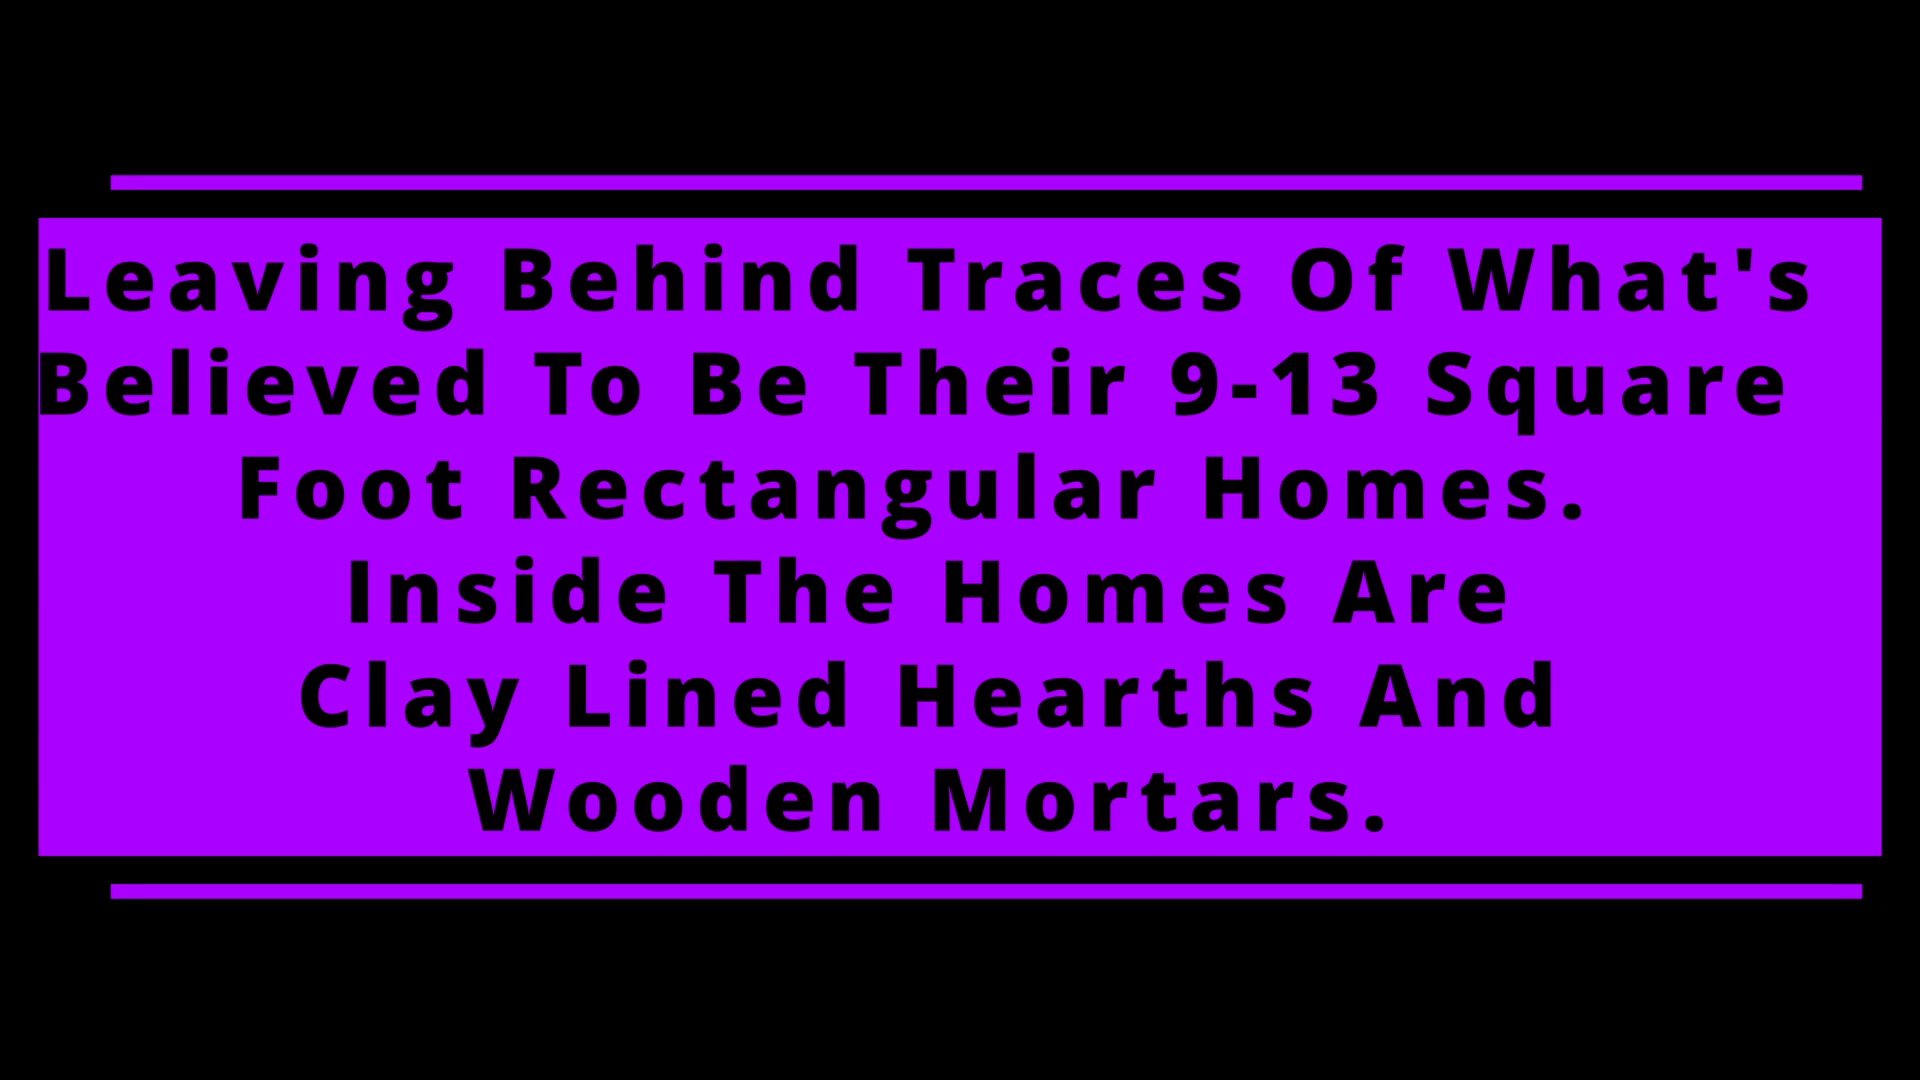 Leaving Behind Traces Of What's
Believed To Be Their 9-13 Square
Foot Rectangular Homes.
Inside The Homes Are
Clay Lined Hearths And
Wooden Mortars.